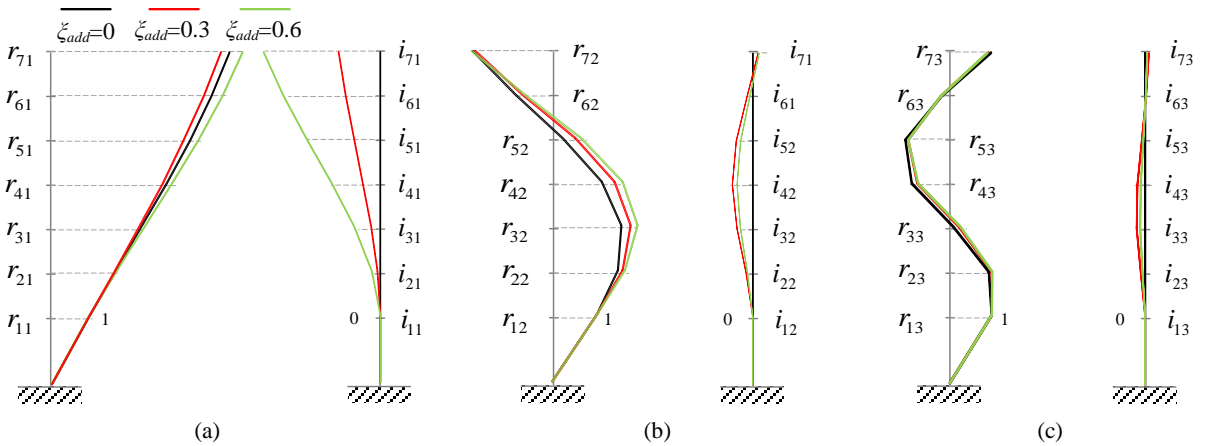 ξadd=0 ξadd=0.3 ξadd=0.6
r71 i71 r72 i71 r73 i73
r61 i61 r62 i61 r63 i63
r51 i51 r52 i52 r53 i53
r41 i41 r42 i42 r43 i43
r31 i31 r32 i32 r33 i33
r21 i21 r22 i22 r23 i23
r11 1 0 i11 r12 1 0 i12 r13 1 0 i13
(a) (b) (c)